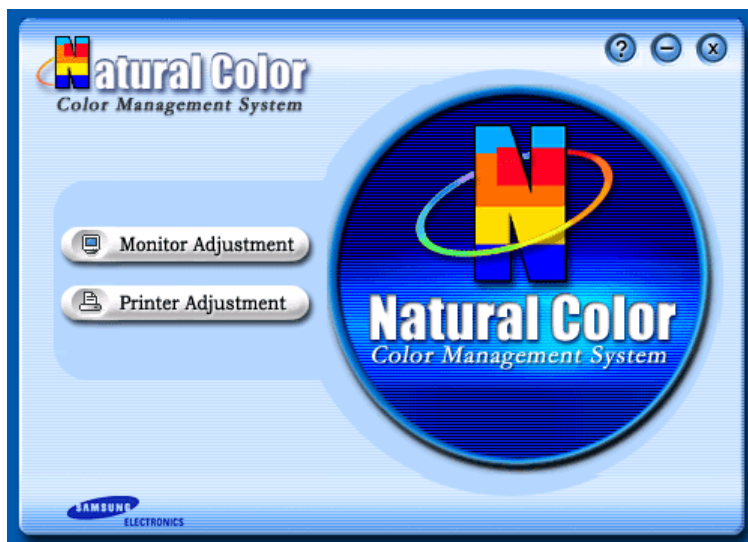 Natural Color
Color Management System
?
–
x
Monitor Adjustment
Printer Adjustment
N
Natural Color
Color Management System
SAMSUNG
ELECTRONICS